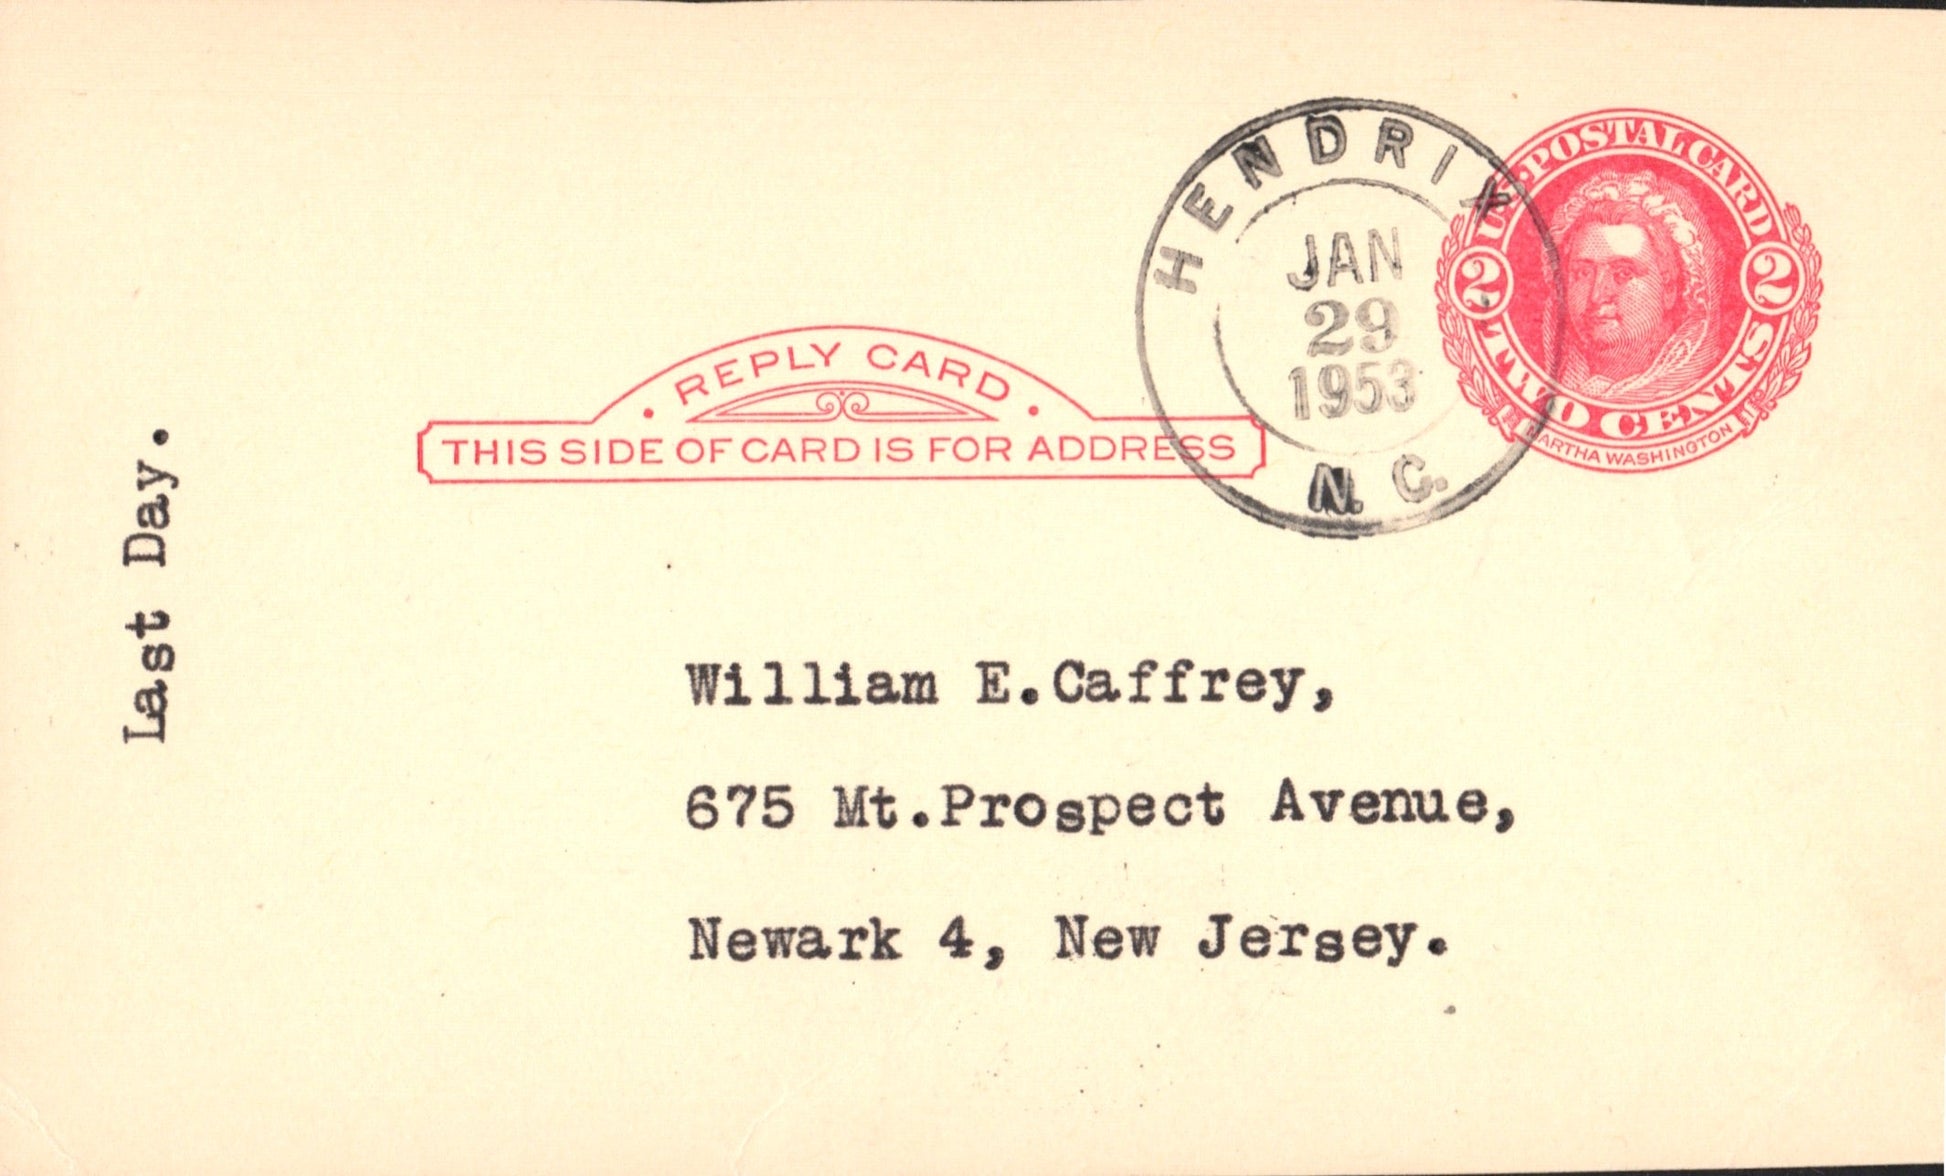 HENDRIX
JAN
29
1953
N. C.
U.S. POSTAL CARD
2 2
TWO CENTS
MARTHA WASHINGTON
REPLY CARD
THIS SIDE OF CARD IS FOR ADDRESS
Last Day.
William E.Caffrey,
675 Mt.Prospect Avenue,
Newark 4, New Jersey.